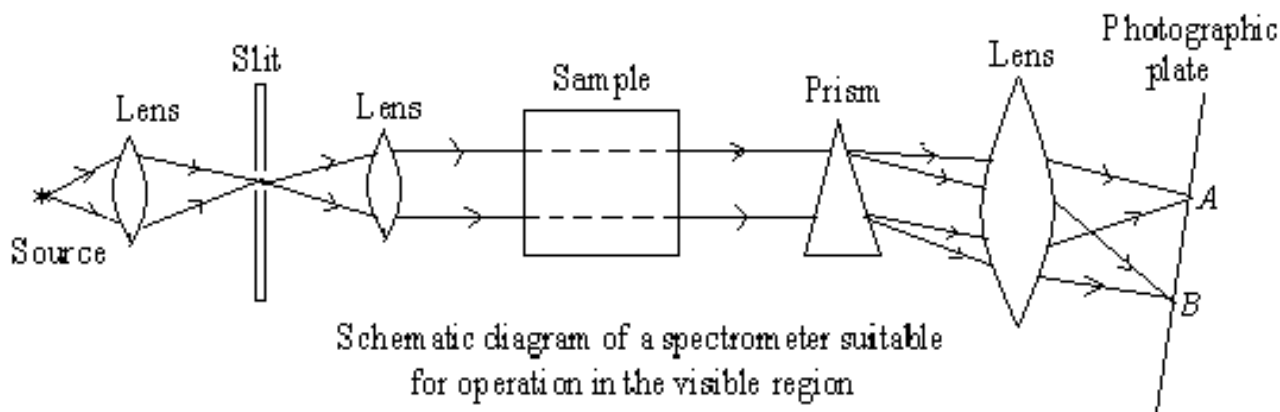 Photographic
plate
Slit
Lens
Sample
Lens
Lens
Prism
A
Source
B
Schematic diagram of a spectrometer suitable
for operation in the visible region